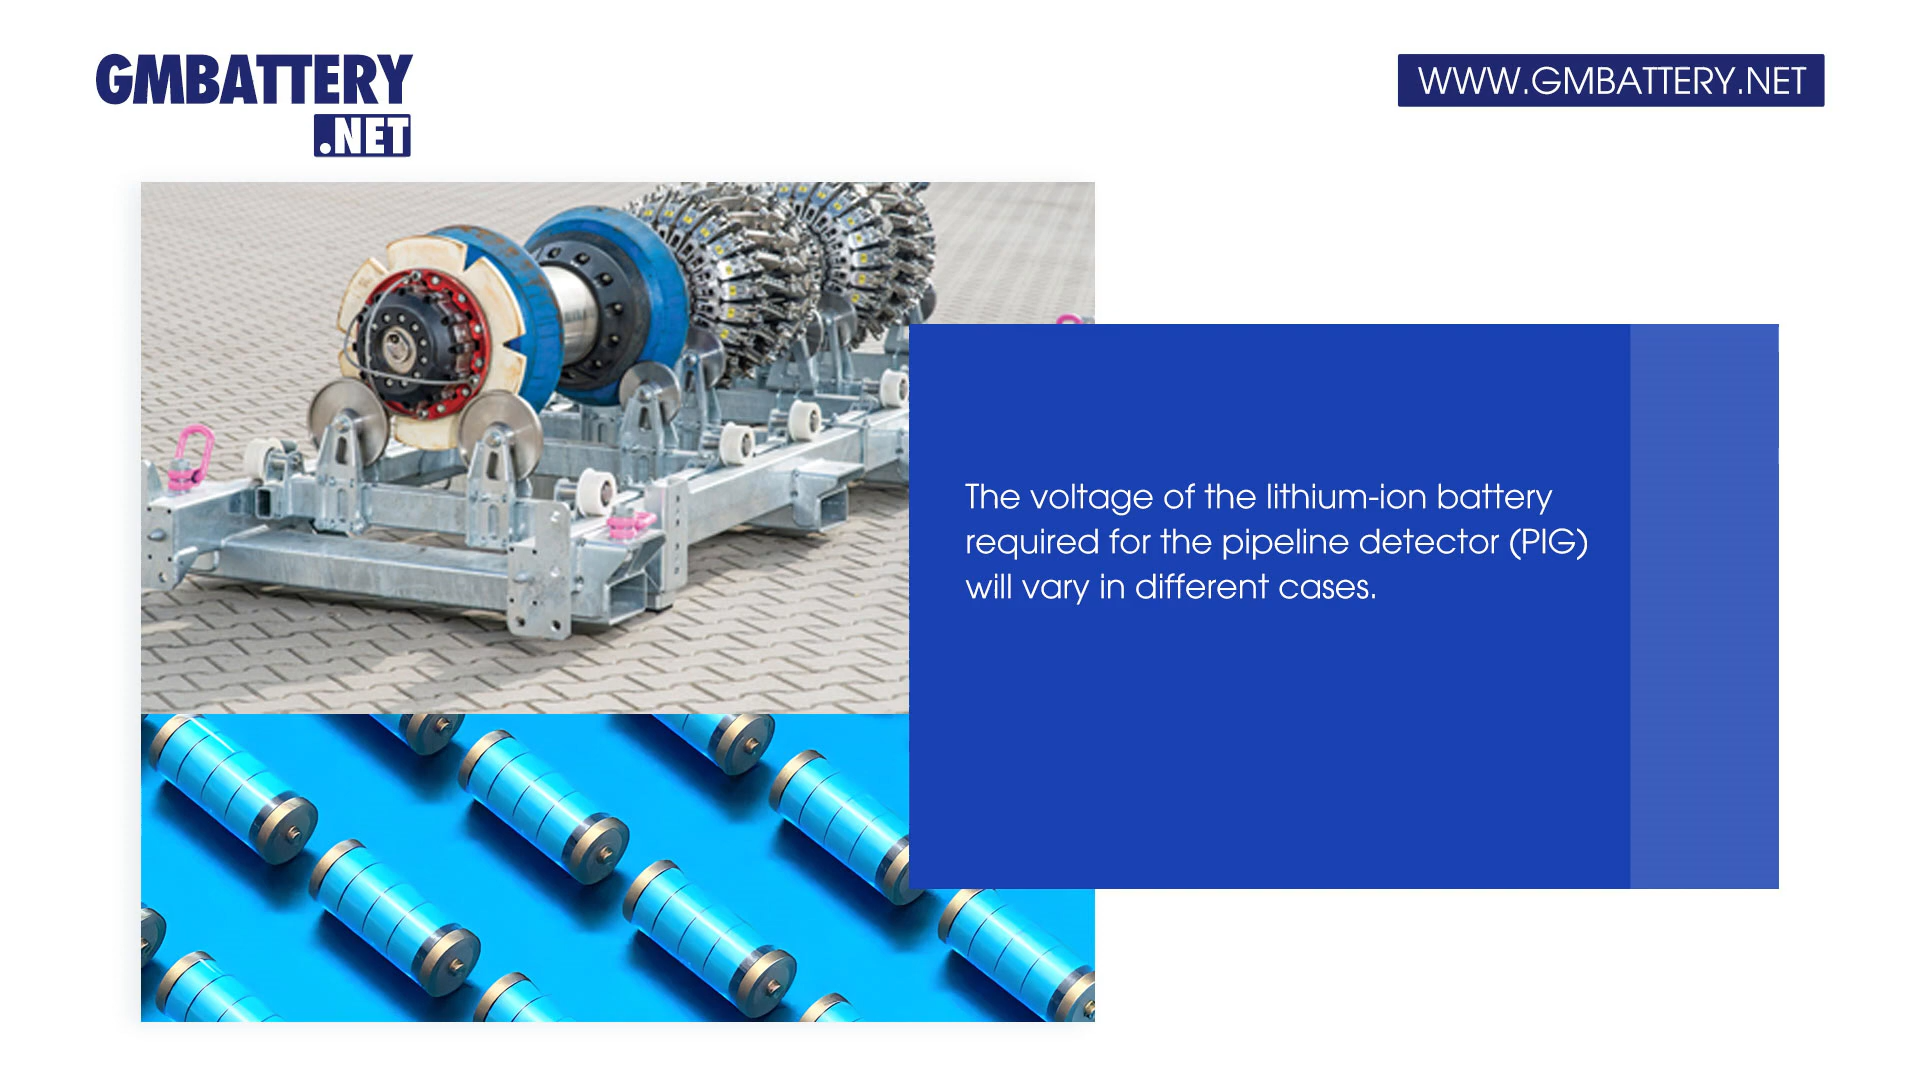 GMBATTERY
.NET
WWW.GMBATTERY.NET
The voltage of the lithium-ion battery
required for the pipeline detector (PIG)
will vary in different cases.